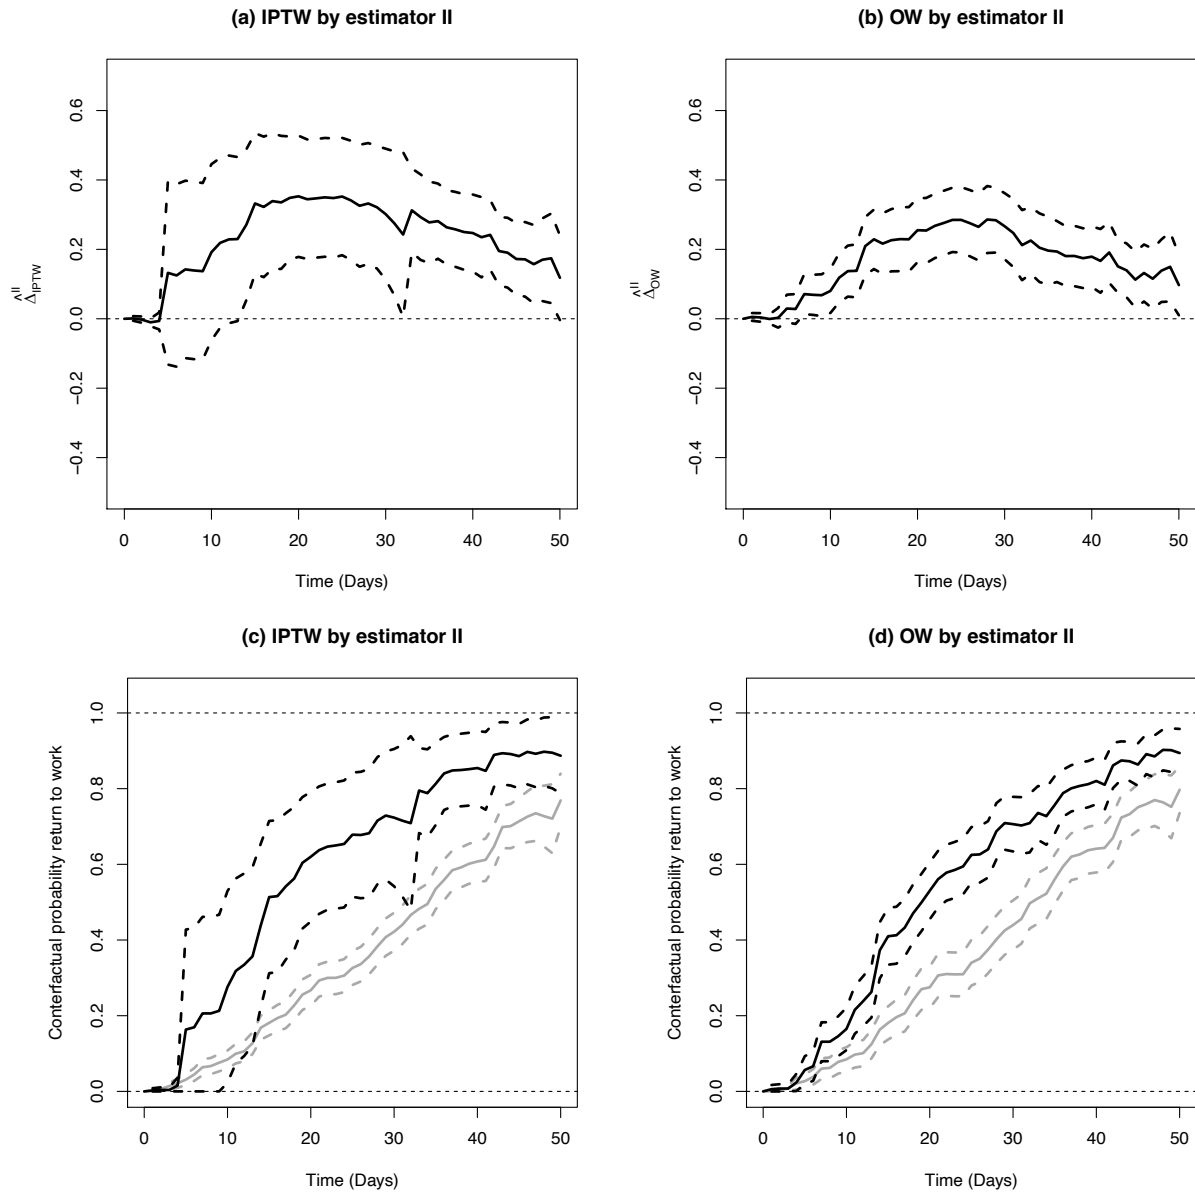 (a) IPTW by estimator II
(b) OW by estimator II
0.6
0.4
0.2
0.0
−0.2
−0.4
Δ̂ᴵᴵ_IPTW
0 10 20 30 40 50
Time (Days)
0.6
0.4
0.2
0.0
−0.2
−0.4
Δ̂ᴵᴵ_OW
0 10 20 30 40 50
Time (Days)
(c) IPTW by estimator II
(d) OW by estimator II
1.0
0.8
0.6
0.4
0.2
0.0
Conterfactual probability return to work
0 10 20 30 40 50
Time (Days)
1.0
0.8
0.6
0.4
0.2
0.0
Conterfactual probability return to work
0 10 20 30 40 50
Time (Days)